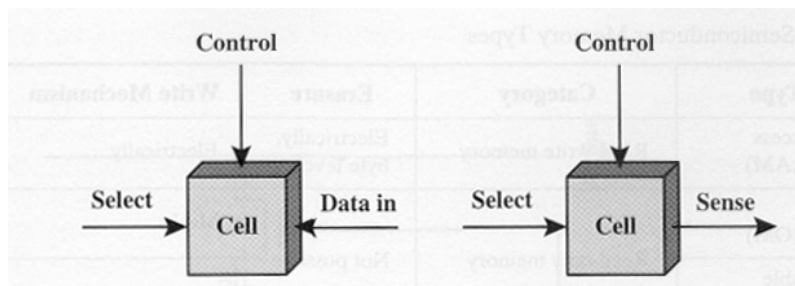 Control
Select
Cell
Data in
Control
Select
Cell
Sense